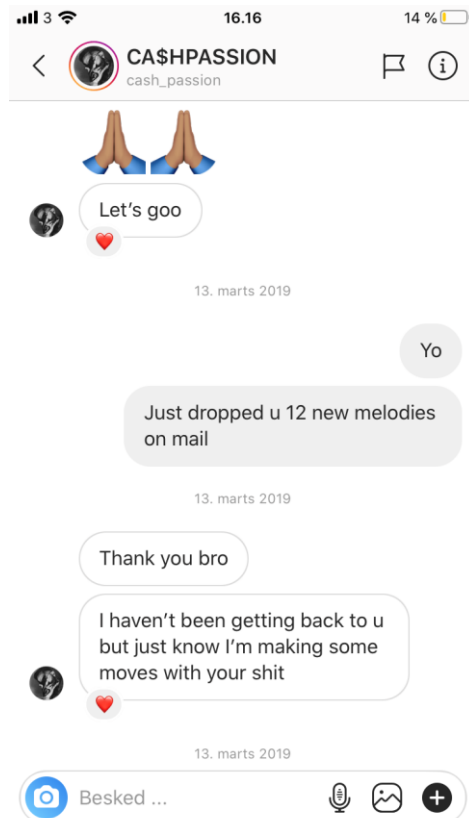 3
16.16
14 %
CA$HPASSION
cash_passion
Let's goo
13. marts 2019
Yo
Just dropped u 12 new melodies
on mail
13. marts 2019
Thank you bro
I haven't been getting back to u
but just know I'm making some
moves with your shit
13. marts 2019
Besked ...